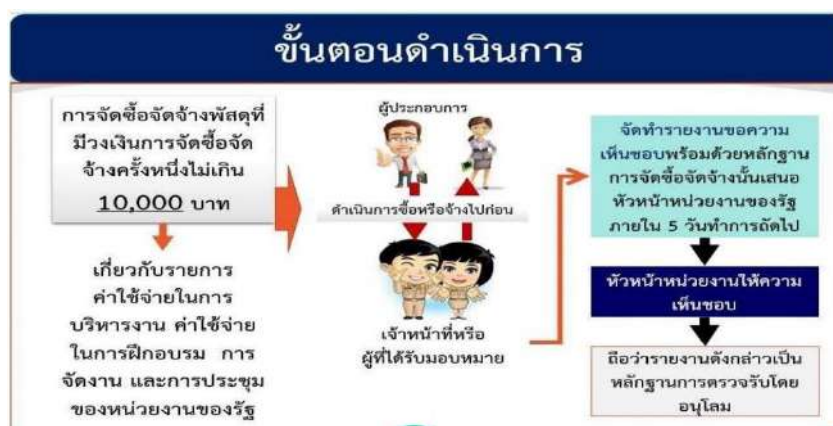 ขั้นตอนดำเนินการ
การจัดซื้อจัดจ้างพัสดุที่
มีวงเงินการจัดซื้อจัด
จ้างครั้งหนึ่งไม่เกิน
10,000 บาท
เกี่ยวกับรายการ
ค่าใช้จ่ายในการ
บริหารงาน ค่าใช้จ่าย
ในการฝึกอบรม การ
จัดงาน และการประชุม
ของหน่วยงานของรัฐ
ผู้ประกอบการ
ดำเนินการซื้อหรือจ้างไปก่อน
เจ้าหน้าที่หรือ
ผู้ที่ได้รับมอบหมาย
จัดทำรายงานขอความ
เห็นชอบพร้อมด้วยหลักฐาน
การจัดซื้อจัดจ้างนั้นเสนอ
หัวหน้าหน่วยงานของรัฐ
ภายใน 5 วันทำการถัดไป
หัวหน้าหน่วยงานให้ความ
เห็นชอบ
ถือว่ารายงานดังกล่าวเป็น
หลักฐานการตรวจรับโดย
อนุโลม